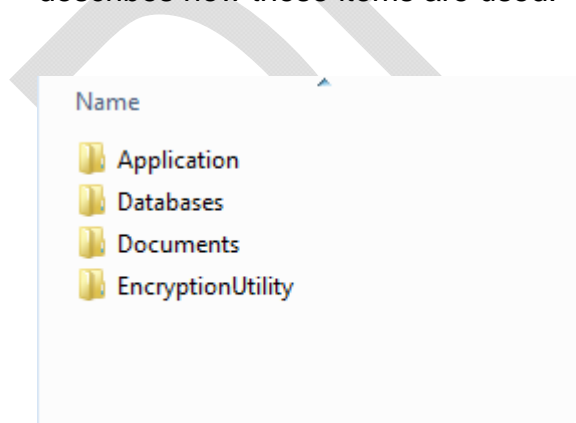 describes how these items are used.
Name
Application
Databases
Documents
EncryptionUtility